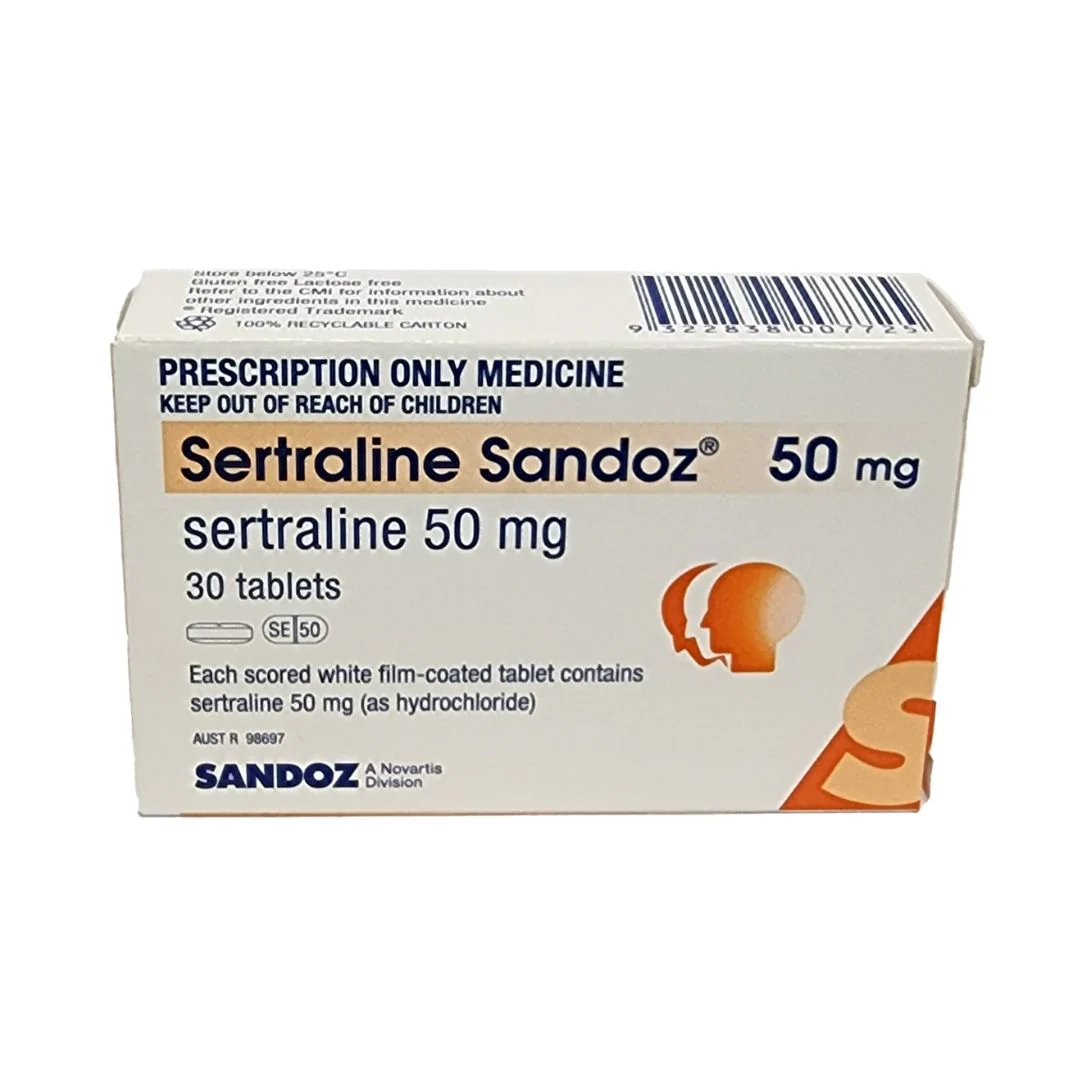 Store below 25°C
Gluten free Lactose free
Refer to the CMI for information about
other ingredients in this medicine
® Registered Trademark
100% RECYCLABLE CARTON
9 322838 007725
PRESCRIPTION ONLY MEDICINE
KEEP OUT OF REACH OF CHILDREN
Sertraline Sandoz® 50 mg
sertraline 50 mg
30 tablets
SE 50
Each scored white film-coated tablet contains
sertraline 50 mg (as hydrochloride)
AUST R 98697
SANDOZ A Novartis
Division
S